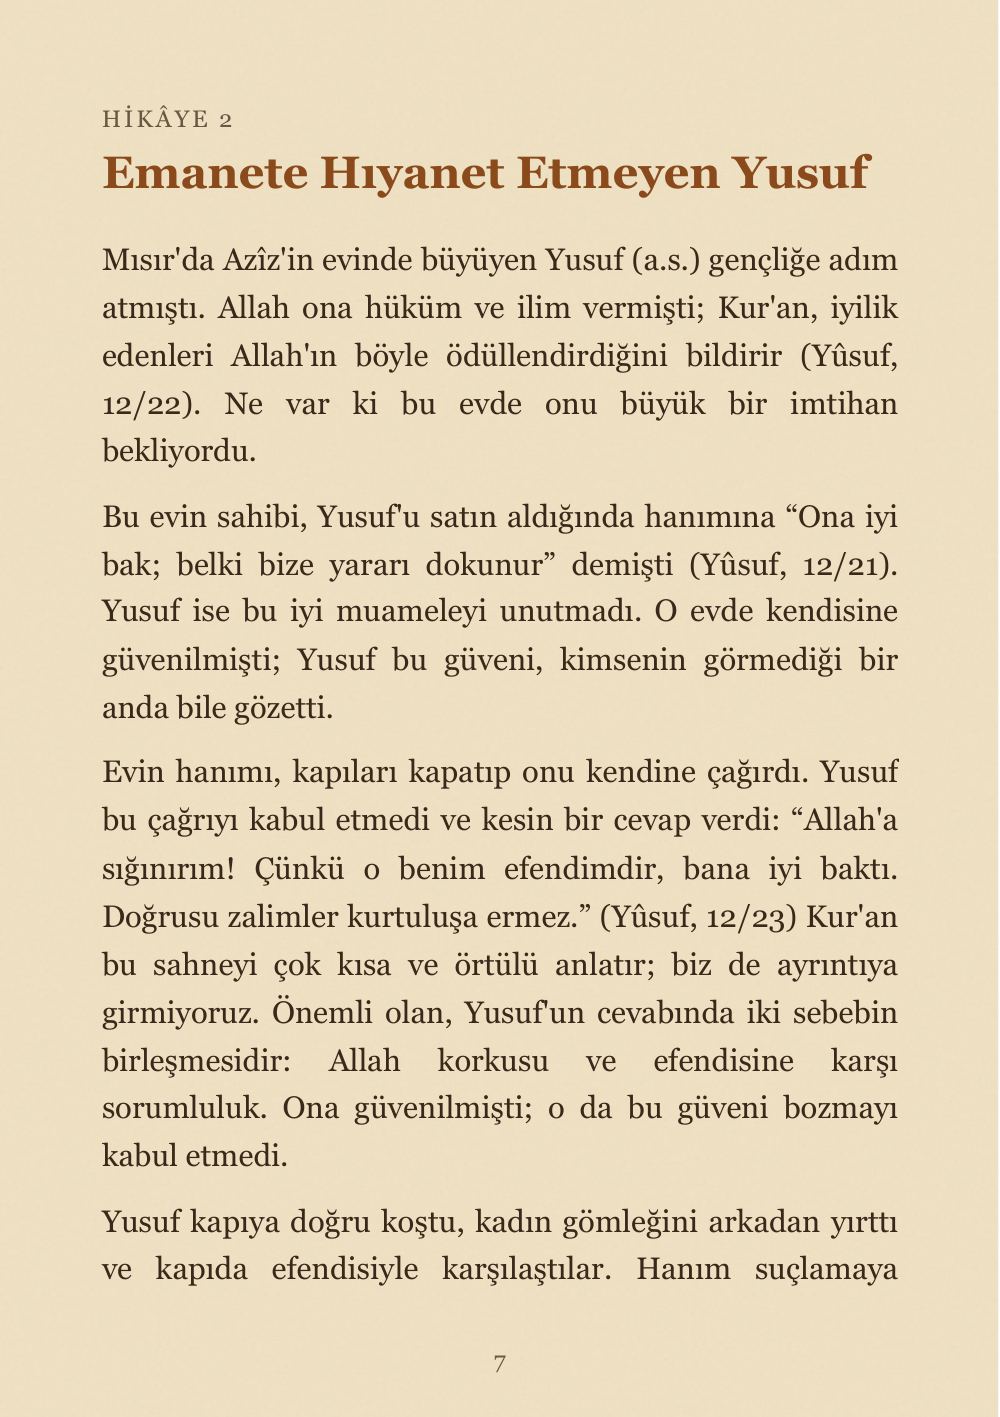 HİKÂYE 2
Emanete Hıyanet Etmeyen Yusuf
Mısır'da Azîz'in evinde büyüyen Yusuf (a.s.) gençliğe adım
atmıştı. Allah ona hüküm ve ilim vermişti; Kur'an, iyilik
edenleri Allah'ın böyle ödüllendirdiğini bildirir (Yûsuf,
12/22). Ne var ki bu evde onu büyük bir imtihan
bekliyordu.
Bu evin sahibi, Yusuf'u satın aldığında hanımına “Ona iyi
bak; belki bize yararı dokunur” demişti (Yûsuf, 12/21).
Yusuf ise bu iyi muameleyi unutmadı. O evde kendisine
güvenilmişti; Yusuf bu güveni, kimsenin görmediği bir
anda bile gözetti.
Evin hanımı, kapıları kapatıp onu kendine çağırdı. Yusuf
bu çağrıyı kabul etmedi ve kesin bir cevap verdi: “Allah'a
sığınırım! Çünkü o benim efendimdir, bana iyi baktı.
Doğrusu zalimler kurtuluşa ermez.” (Yûsuf, 12/23) Kur'an
bu sahneyi çok kısa ve örtülü anlatır; biz de ayrıntıya
girmiyoruz. Önemli olan, Yusuf'un cevabında iki sebebin
birleşmesidir: Allah korkusu ve efendisine karşı
sorumluluk. Ona güvenilmişti; o da bu güveni bozmayı
kabul etmedi.
Yusuf kapıya doğru koştu, kadın gömleğini arkadan yırttı
ve kapıda efendisiyle karşılaştılar. Hanım suçlamaya
7